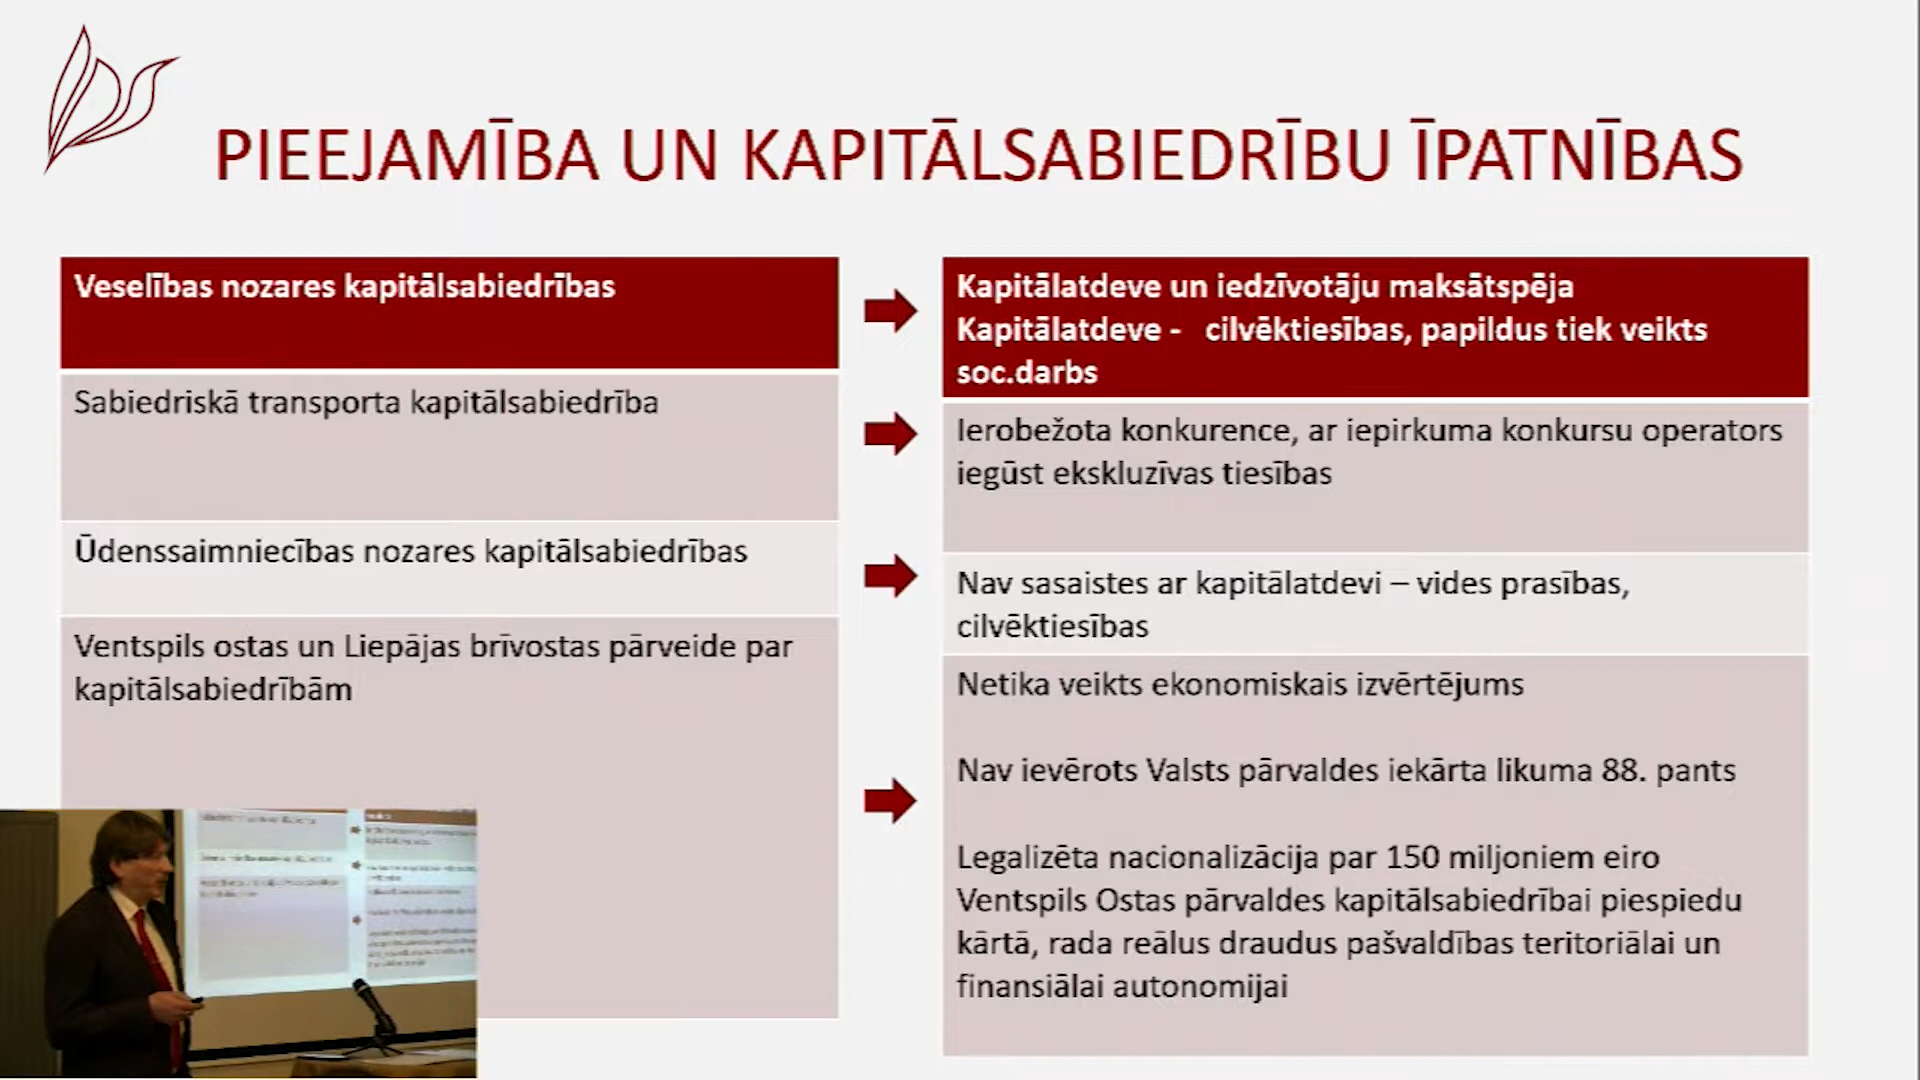 PIEEJAMĪBA UN KAPITĀLSABIEDRĪBU ĪPATNĪBAS
Veselības nozares kapitālsabiedrības
Kapitālatdeve un iedzīvotāju maksātspēja
Kapitālatdeve - cilvēktiesības, papildus tiek veikts
soc.darbs
Sabiedriskā transporta kapitālsabiedrība
Ierobežota konkurence, ar iepirkuma konkursu operators
iegūst ekskluzīvas tiesības
Ūdenssaimniecības nozares kapitālsabiedrības
Nav sasaistes ar kapitālatdevi – vides prasības,
cilvēktiesības
Ventspils ostas un Liepājas brīvostas pārveide par
kapitālsabiedrībām
Netika veikts ekonomiskais izvērtējums
Nav ievērots Valsts pārvaldes iekārta likuma 88. pants
Legalizēta nacionalizācija par 150 miljoniem eiro
Ventspils Ostas pārvaldes kapitālsabiedrībai piespiedu
kārtā, rada reālus draudus pašvaldības teritoriālai un
finansiālai autonomijai